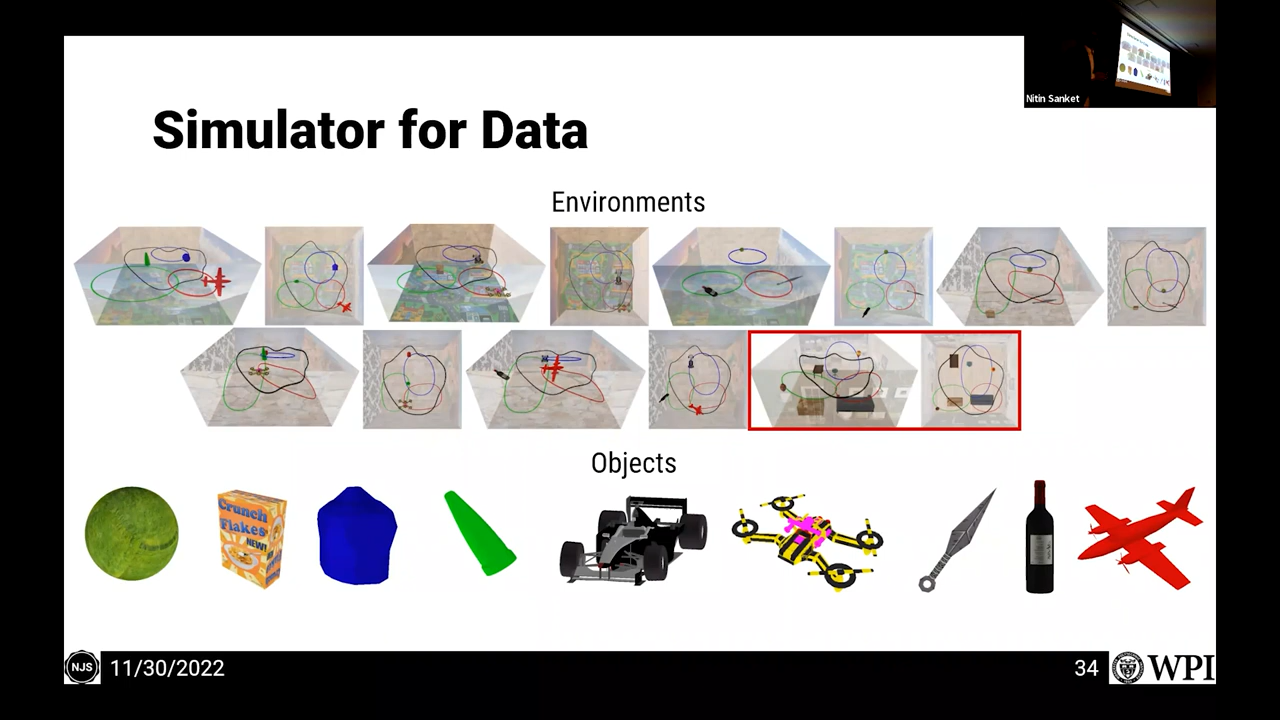 Nitin Sanket
Simulator for Data
Environments
Objects
Crunch
Flakes
NEW!
NJS
11/30/2022
34
WPI